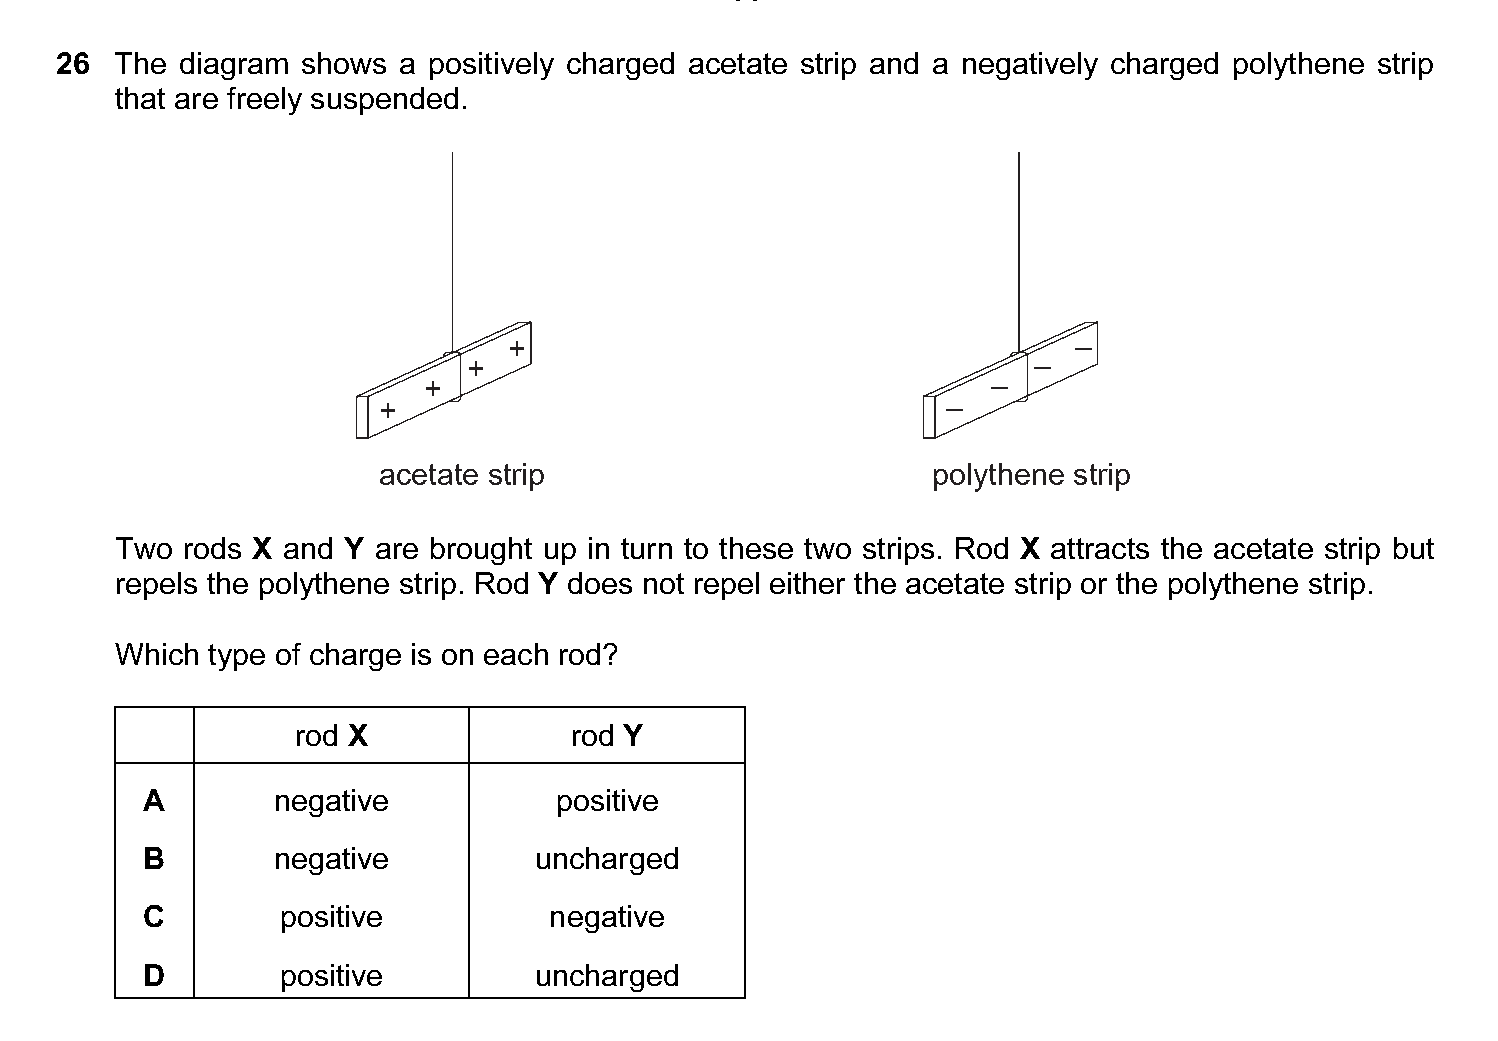 26 The diagram shows a positively charged acetate strip and a negatively charged polythene strip
that are freely suspended.
+ + + +
– – – –
acetate strip polythene strip
Two rods X and Y are brought up in turn to these two strips. Rod X attracts the acetate strip but
repels the polythene strip. Rod Y does not repel either the acetate strip or the polythene strip.
Which type of charge is on each rod?
rod X rod Y
A negative positive
B negative uncharged
C positive negative
D positive uncharged